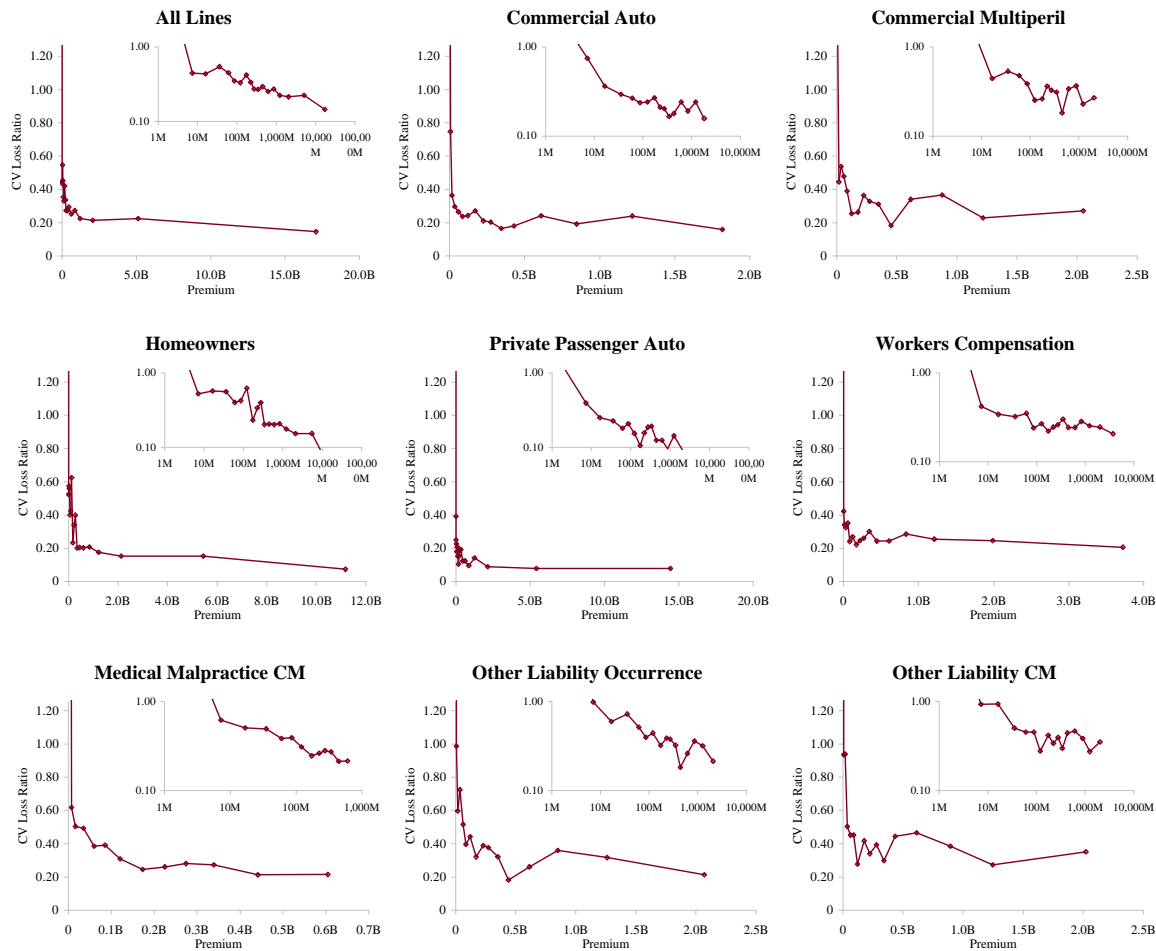 All Lines
CV Loss Ratio
1.20
1.00
0.80
0.60
0.40
0.20
0
0.0B 5.0B 10.0B 15.0B 20.0B
Premium
1.00
0.10
1M 10M 100M 1,000M 10,000M 100,000M
Commercial Auto
CV Loss Ratio
1.20
1.00
0.80
0.60
0.40
0.20
0
0.0B 0.5B 1.0B 1.5B 2.0B
Premium
1.00
0.10
1M 10M 100M 1,000M 10,000M
Commercial Multiperil
CV Loss Ratio
1.20
1.00
0.80
0.60
0.40
0.20
0
0.0B 0.5B 1.0B 1.5B 2.0B 2.5B
Premium
1.00
0.10
1M 10M 100M 1,000M 10,000M
Homeowners
CV Loss Ratio
1.20
1.00
0.80
0.60
0.40
0.20
0
0.0B 2.0B 4.0B 6.0B 8.0B 10.0B 12.0B
Premium
1.00
0.10
1M 10M 100M 1,000M 10,000M 100,000M
Private Passenger Auto
CV Loss Ratio
1.20
1.00
0.80
0.60
0.40
0.20
0
0.0B 5.0B 10.0B 15.0B 20.0B
Premium
1.00
0.10
1M 10M 100M 1,000M 10,000M 100,000M
Workers Compensation
CV Loss Ratio
1.20
1.00
0.80
0.60
0.40
0.20
0
0.0B 1.0B 2.0B 3.0B 4.0B
Premium
1.00
0.10
1M 10M 100M 1,000M 10,000M
Medical Malpractice CM
CV Loss Ratio
1.20
1.00
0.80
0.60
0.40
0.20
0
0B 0.1B 0.2B 0.3B 0.4B 0.5B 0.6B 0.7B
Premium
1.00
0.10
1M 10M 100M 1,000M
Other Liability Occurrence
CV Loss Ratio
1.20
1.00
0.80
0.60
0.40
0.20
0
0B 0.5B 1.0B 1.5B 2.0B 2.5B
Premium
1.00
0.10
1M 10M 100M 1,000M 10,000M
Other Liability CM
CV Loss Ratio
1.20
1.00
0.80
0.60
0.40
0.20
0
0.0B 0.5B 1.0B 1.5B 2.0B 2.5B
Premium
1.00
0.10
1M 10M 100M 1,000M 10,000M